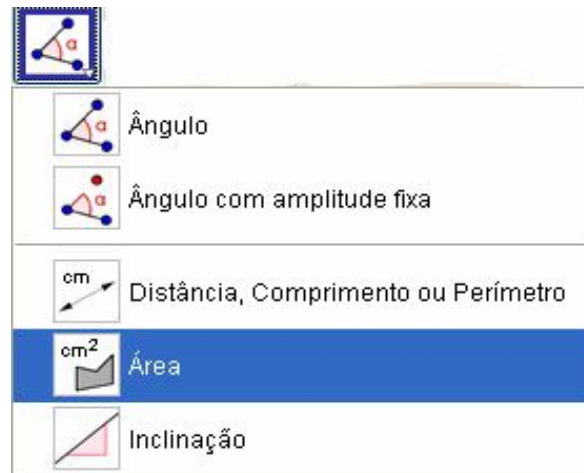 α
α Ângulo
α Ângulo com amplitude fixa
cm Distância, Comprimento ou Perímetro
cm² Área
Inclinação